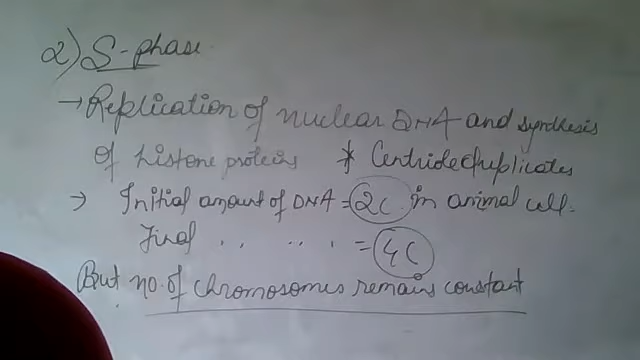 2) S-phase
→ Replication of nuclear DNA and synthesis
of histone proteins * Centriole duplicates
→ Initial amount of DNA = 2C in animal cell.
Final " " " = 4C
But no. of chromosomes remains constant